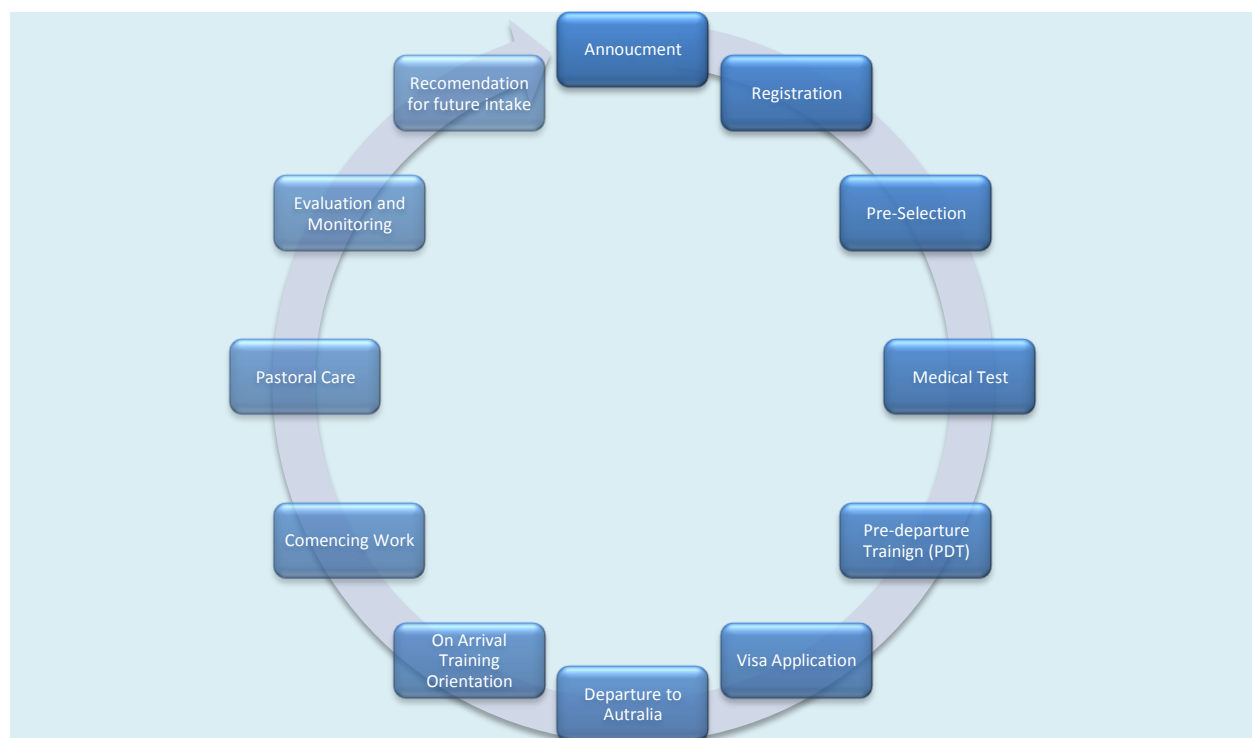 Annoucment
Registration
Pre-Selection
Medical Test
Pre-departure
Trainign (PDT)
Visa Application
Departure to
Autralia
On Arrival
Training
Orientation
Comencing Work
Pastoral Care
Evaluation and
Monitoring
Recomendation
for future intake